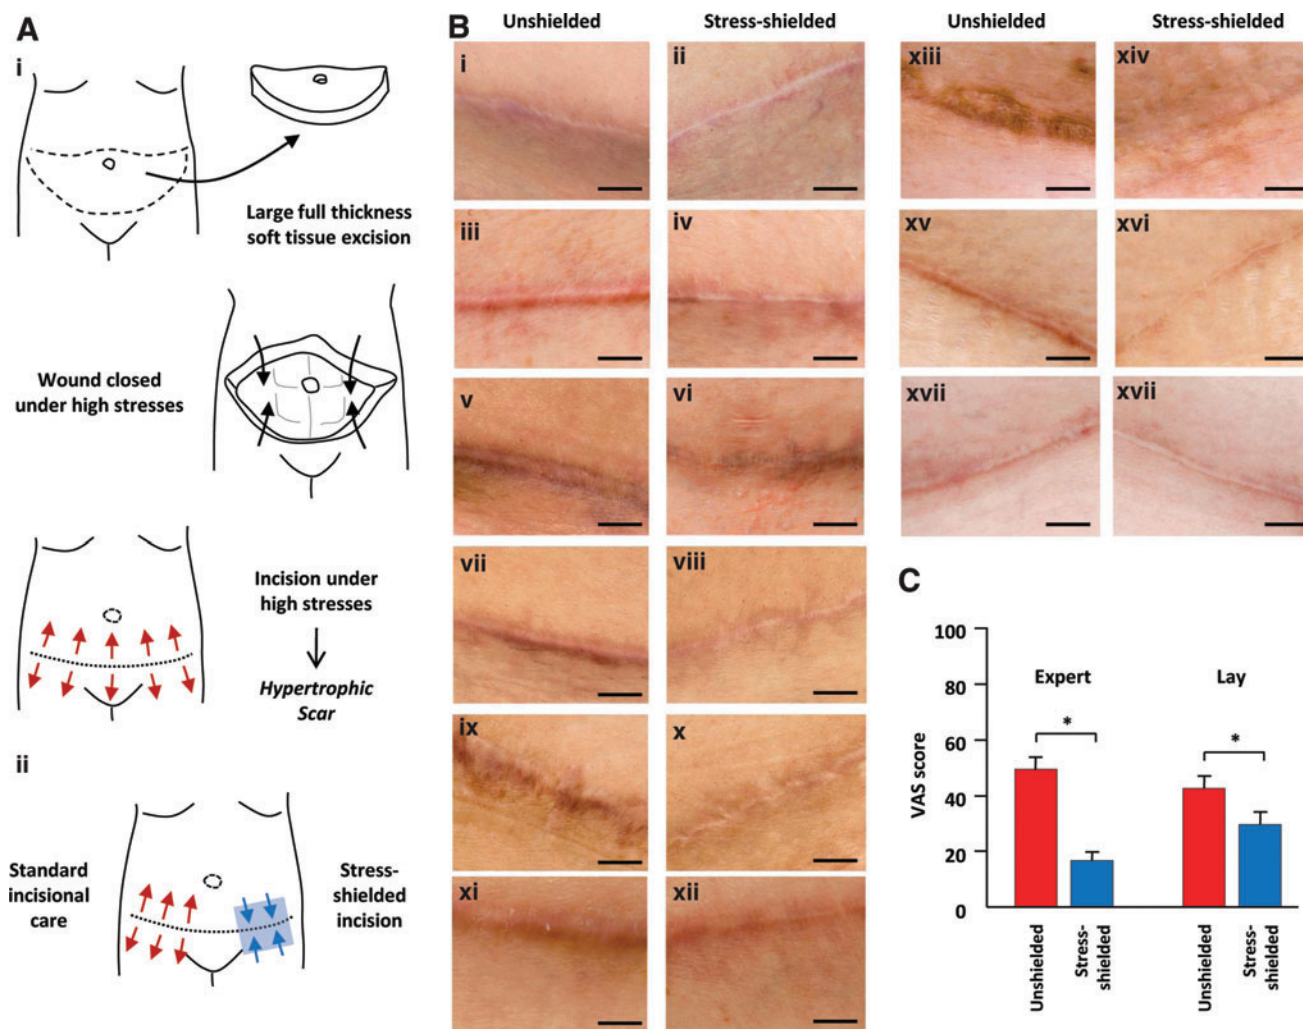 A
i
Large full thickness
soft tissue excision
Wound closed
under high stresses
Incision under
high stresses
Hypertrophic
Scar
ii
Standard
incisional
care
Stress-
shielded
incision
B
Unshielded
Stress-shielded
Unshielded
Stress-shielded
i
ii
iii
iv
v
vi
vii
viii
ix
x
xi
xii
xiii
xiv
xv
xvi
xvii
xvii
C
VAS score
100
80
60
40
20
0
Expert
Lay
*
*
Unshielded
Stress-
shielded
Unshielded
Stress-
shielded